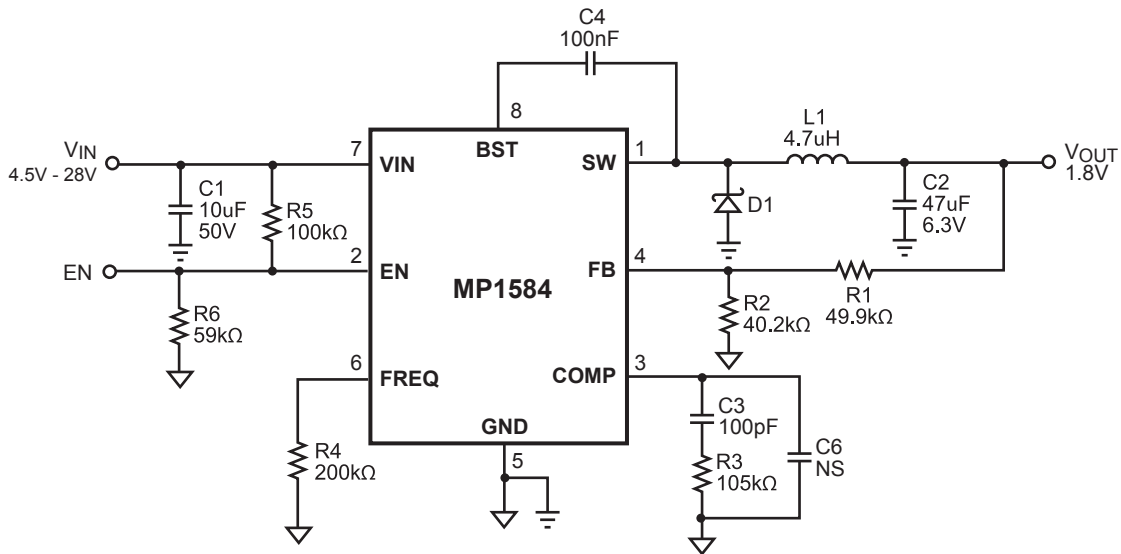 C4
100nF
8
BST
VIN
4.5V - 28V
7
VIN
C1
10uF
50V
R5
100kΩ
SW
1
L1
4.7uH
VOUT
1.8V
D1
C2
47uF
6.3V
EN
2
EN
MP1584
FB
4
R2
40.2kΩ
R1
49.9kΩ
R6
59kΩ
6
FREQ
COMP
3
R4
200kΩ
GND
5
C3
100pF
R3
105kΩ
C6
NS